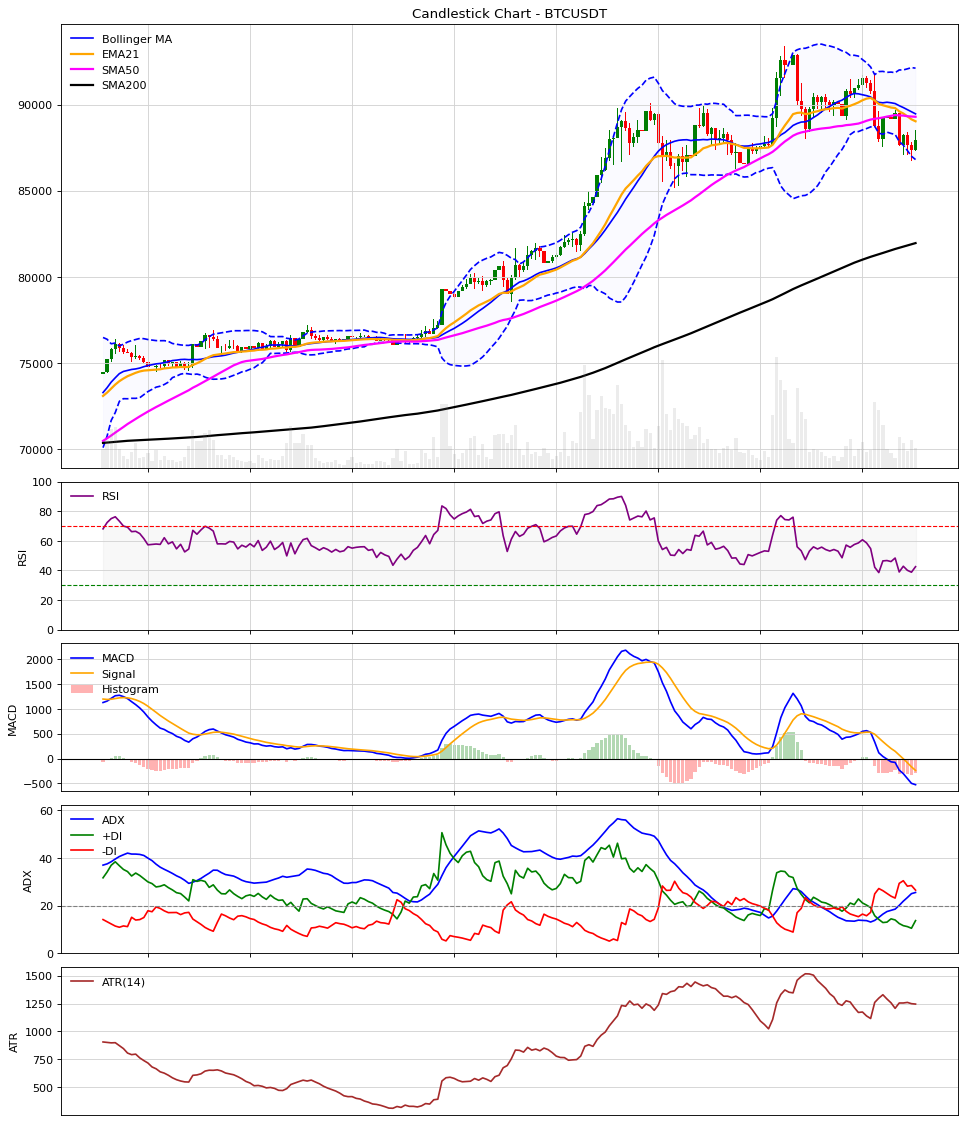 Candlestick Chart - BTCUSDT
Bollinger MA
EMA21
SMA50
SMA200
90000
85000
80000
75000
70000
100
80
60
40
20
0
RSI
RSI
2000
1500
1000
500
0
−500
MACD
MACD
Signal
Histogram
60
40
20
0
ADX
ADX
+DI
-DI
1500
1250
1000
750
500
ATR
ATR(14)